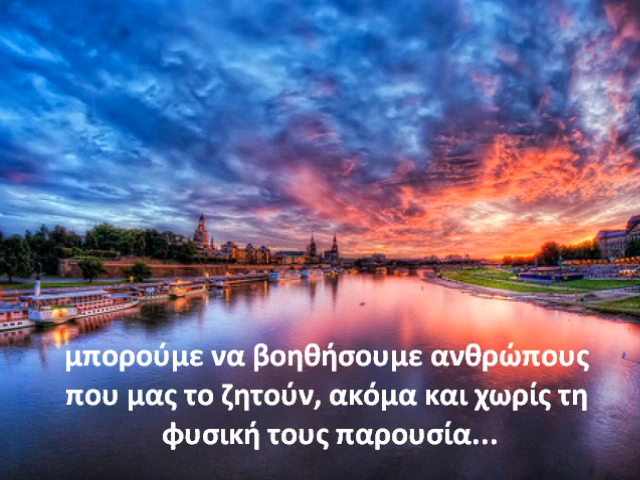 μπορούμε να βοηθήσουμε ανθρώπους
που μας το ζητούν, ακόμα και χωρίς τη
φυσική τους παρουσία...